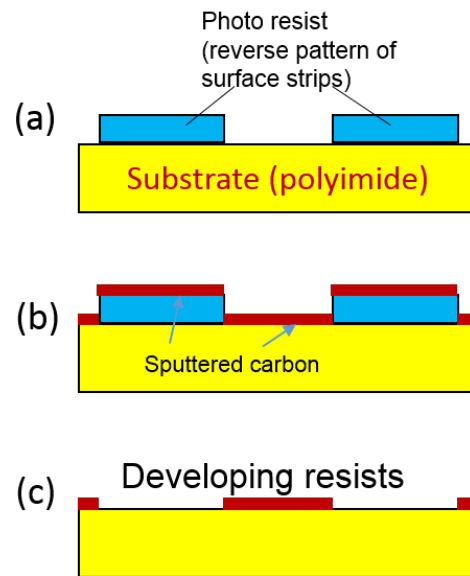 Photo resist
(reverse pattern of
surface strips)
(a)
Substrate (polyimide)
(b)
Sputtered carbon
Developing resists
(c)